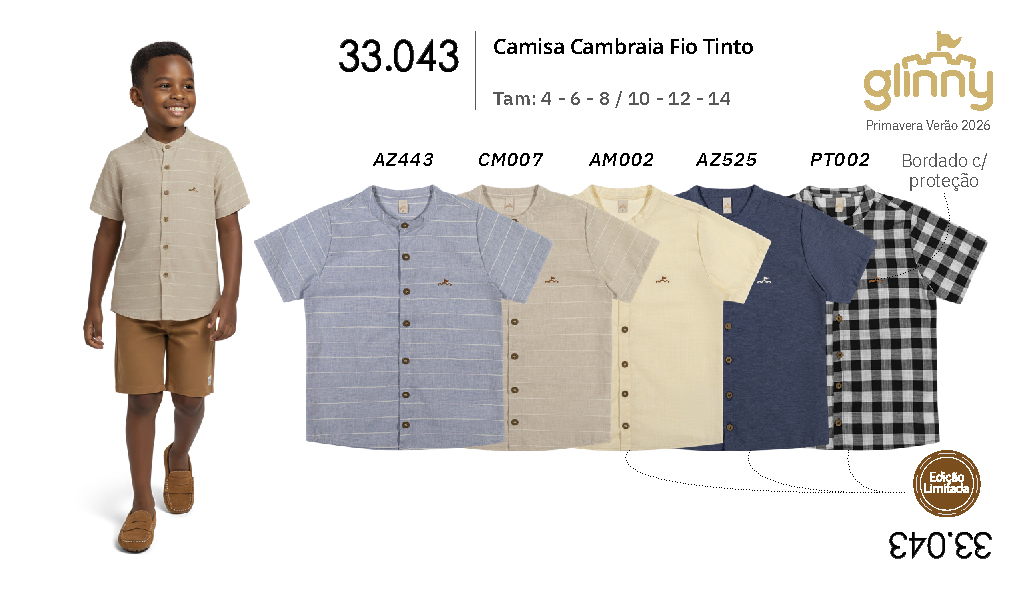 33.043
Camisa Cambraia Fio Tinto
Tam: 4 - 6 - 8 / 10 - 12 - 14
glinny
Primavera Verão 2026
AZ443
CM007
AM002
AZ525
PT002
Bordado c/
proteção
Edição
Limitada
33.043